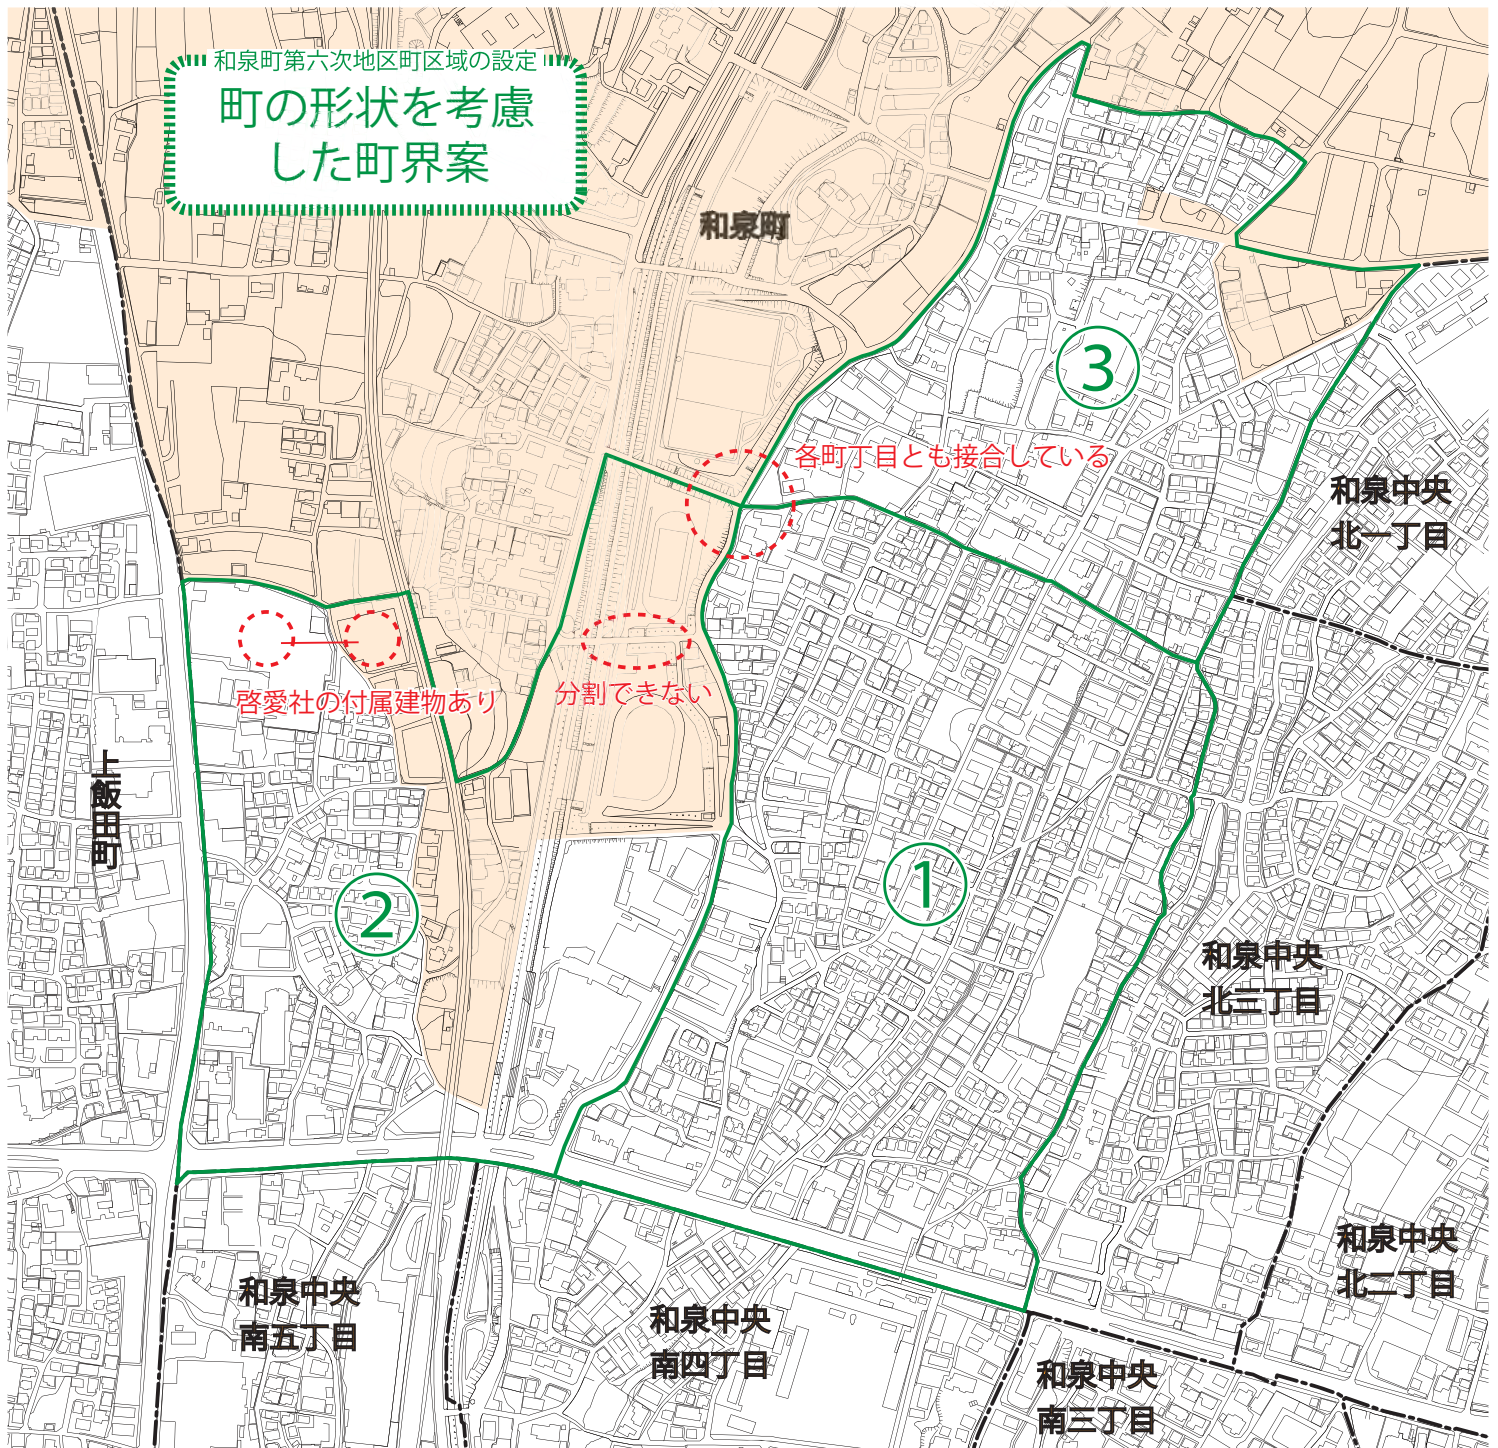 和泉町第六次地区町区域の設定
町の形状を考慮
した町界案
和泉町
③
各町丁目とも接合している
和泉中央
北一丁目
啓愛社の付属建物あり
分割できない
上飯田町
②
①
和泉中央
北三丁目
和泉中央
北二丁目
和泉中央
南五丁目
和泉中央
南四丁目
和泉中央
南三丁目